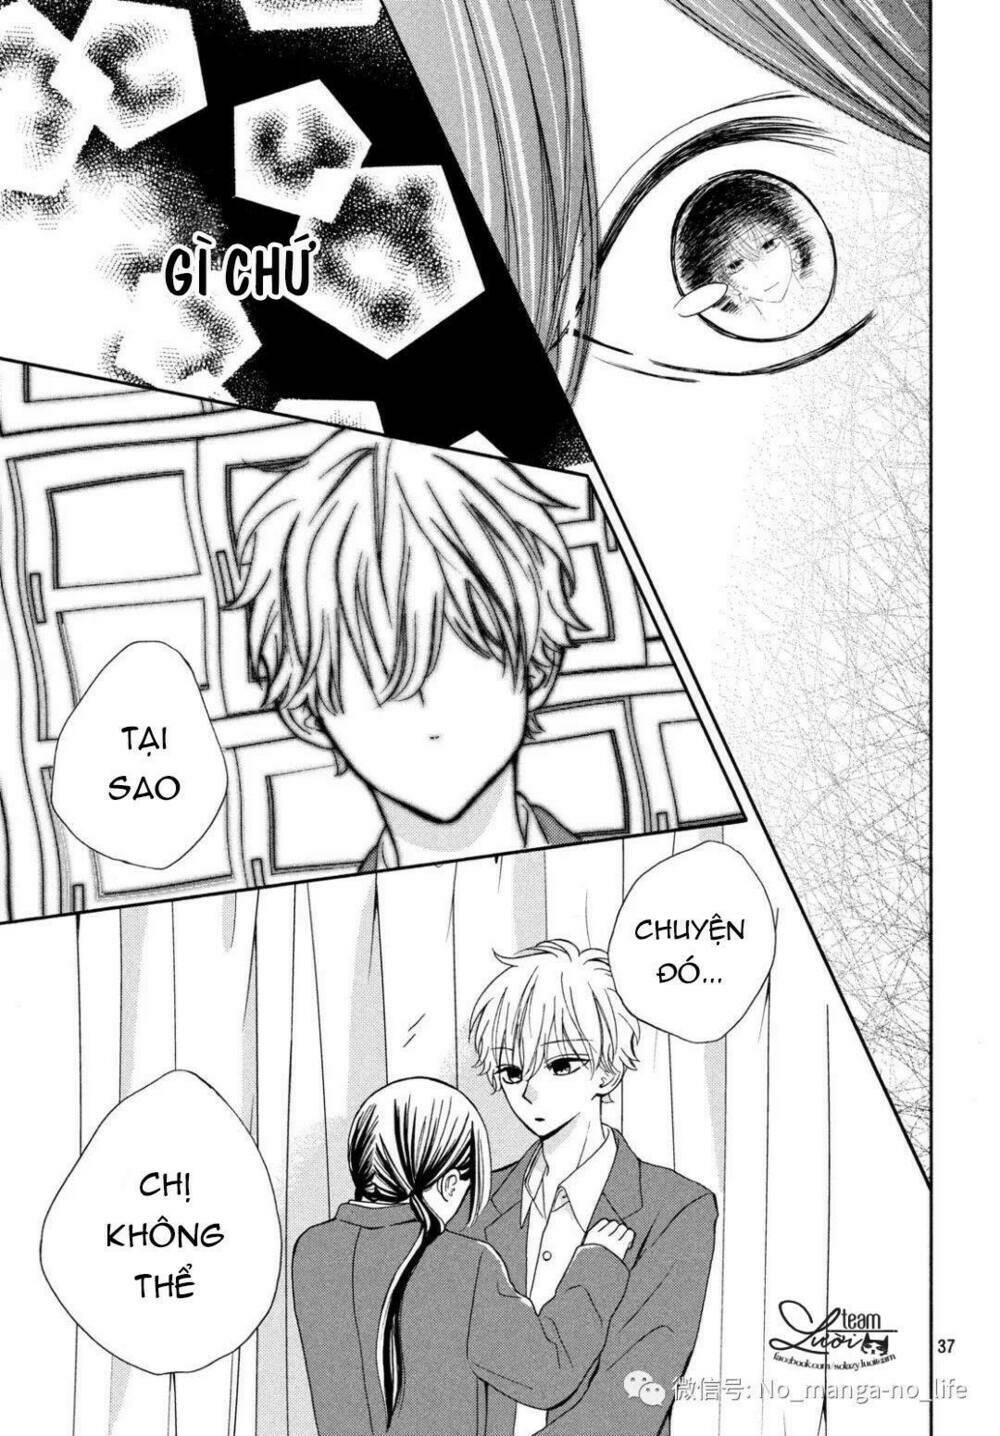 GÌ CHỨ
TẠI
SAO
CHUYỆN
ĐÓ...
CHỊ
KHÔNG
THỂ
team
Lười
facebook.com/solazy.luoiteam
37
微信号: No_manga-no_life